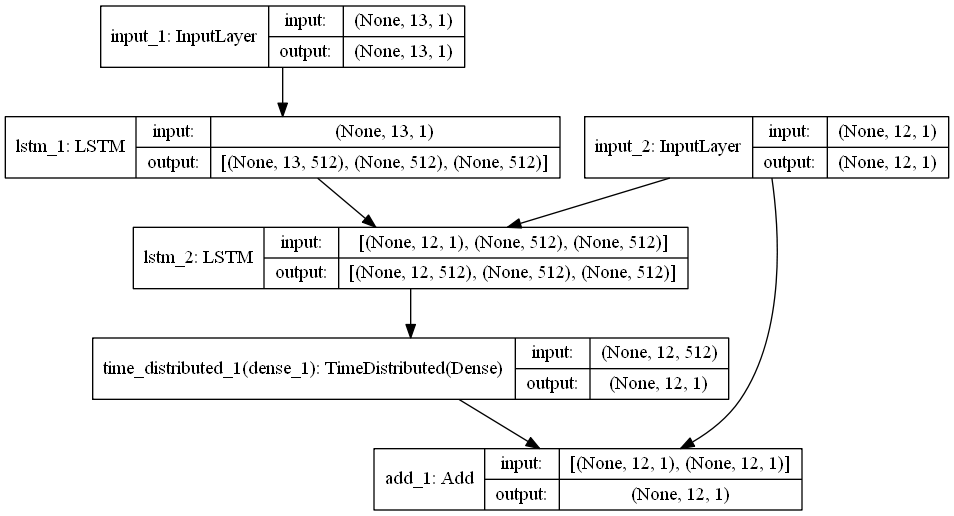 input_1: InputLayer
input: (None, 13, 1)
output: (None, 13, 1)
lstm_1: LSTM
input: (None, 13, 1)
output: [(None, 13, 512), (None, 512), (None, 512)]
input_2: InputLayer
input: (None, 12, 1)
output: (None, 12, 1)
lstm_2: LSTM
input: [(None, 12, 1), (None, 512), (None, 512)]
output: [(None, 12, 512), (None, 512), (None, 512)]
time_distributed_1(dense_1): TimeDistributed(Dense)
input: (None, 12, 512)
output: (None, 12, 1)
add_1: Add
input: [(None, 12, 1), (None, 12, 1)]
output: (None, 12, 1)